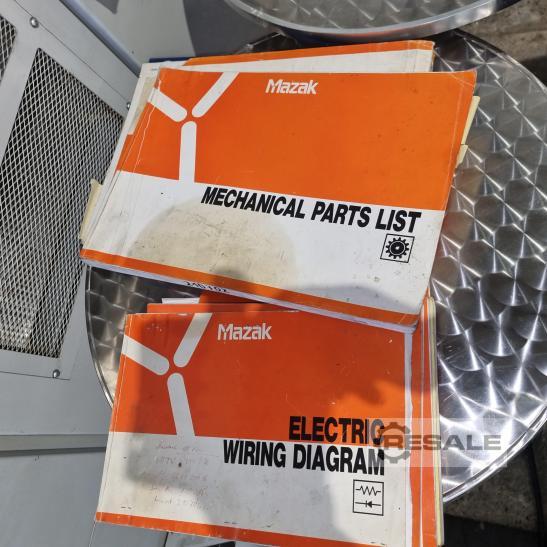 Mazak
MECHANICAL PARTS LIST
Mazak
ELECTRIC
WIRING DIAGRAM
RESALE